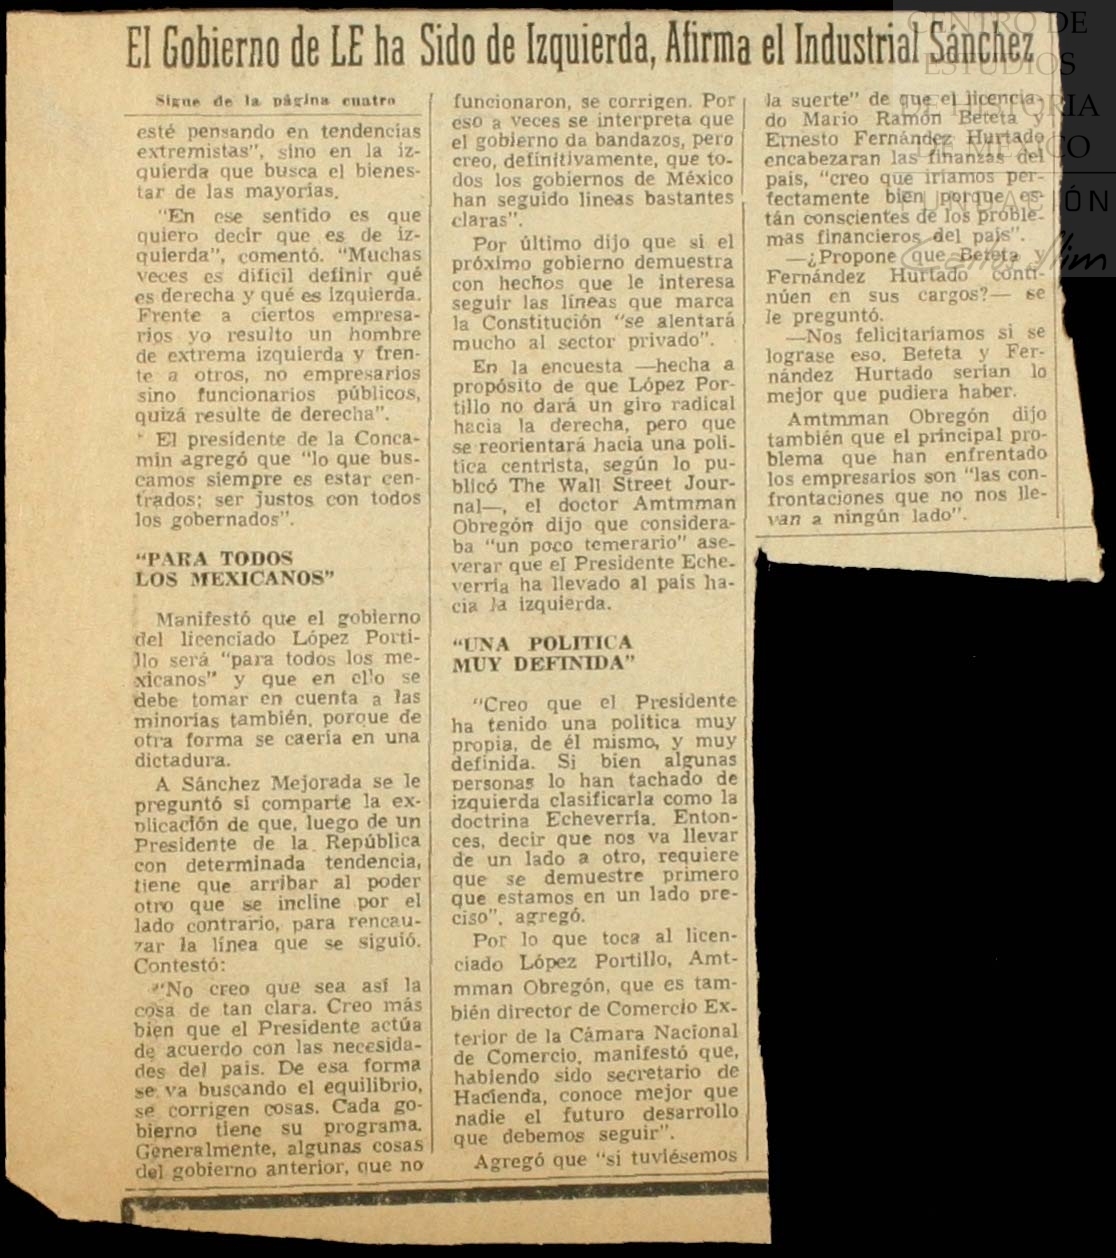 El Gobierno de LE ha Sido de Izquierda, Afirma el Industrial Sánchez
Sigue de la página cuatro
esté pensando en tendencias
extremistas", sino en la iz-
quierda que busca el bienes-
tar de las mayorías.
"En ese sentido es que
quiero decir que es de iz-
quierda", comentó. "Muchas
veces es difícil definir qué
es derecha y qué es izquierda.
Frente a ciertos empresa-
rios yo resulto un hombre
de extrema izquierda y fren-
te a otros, no empresarios
sino funcionarios públicos,
quizá resulte de derecha".
El presidente de la Conca-
min agregó que "lo que bus-
camos siempre es estar cen-
trados; ser justos con todos
los gobernados".
"PARA TODOS
LOS MEXICANOS"
Manifestó que el gobierno
del licenciado López Porti-
llo será "para todos los me-
xicanos" y que en ello se
debe tomar en cuenta a las
minorías también, porque de
otra forma se caería en una
dictadura.
A Sánchez Mejorada se le
preguntó si comparte la ex-
plicación de que, luego de un
Presidente de la República
con determinada tendencia,
tiene que arribar al poder
otro que se incline por el
lado contrario, para rencau-
zar la línea que se siguió.
Contestó:
"No creo que sea así la
cosa de tan clara. Creo más
bien que el Presidente actúa
de acuerdo con las necesida-
des del país. De esa forma
se va buscando el equilibrio,
se corrigen cosas. Cada go-
bierno tiene su programa.
Generalmente, algunas cosas
del gobierno anterior, que no
funcionaron, se corrigen. Por
eso a veces se interpreta que
el gobierno da bandazos, pero
creo, definitivamente, que to-
dos los gobiernos de México
han seguido líneas bastantes
claras".
Por último dijo que si el
próximo gobierno demuestra
con hechos que le interesa
seguir las líneas que marca
la Constitución "se alentará
mucho al sector privado".
En la encuesta —hecha a
propósito de que López Por-
tillo no dará un giro radical
hacia la derecha, pero que
se reorientará hacia una polí-
tica centrista, según lo pu-
blicó The Wall Street Jour-
nal—, el doctor Amtmman
Obregón dijo que considera-
ba "un poco temerario" ase-
verar que el Presidente Eche-
verría ha llevado al país ha-
cia la izquierda.
"UNA POLITICA
MUY DEFINIDA"
"Creo que el Presidente
ha tenido una política muy
propia, de él mismo, y muy
definida. Si bien algunas
personas lo han tachado de
izquierda clasificarla como la
doctrina Echeverría. Enton-
ces, decir que nos va llevar
de un lado a otro, requiere
que se demuestre primero
que estamos en un lado pre-
ciso", agregó.
Por lo que toca al licen-
ciado López Portillo, Amt-
mman Obregón, que es tam-
bién director de Comercio Ex-
terior de la Cámara Nacional
de Comercio, manifestó que,
habiendo sido secretario de
Hacienda, conoce mejor que
nadie el futuro desarrollo
que debemos seguir".
Agregó que "si tuviésemos
la suerte" de que el licencia-
do Mario Ramón Beteta y
Ernesto Fernández Hurtado
encabezaran las finanzas del
país, "creo que iríamos per-
fectamente bien porque es-
tán conscientes de los proble-
mas financieros del país".
—¿Propone que Beteta y
Fernández Hurtado conti-
núen en sus cargos?— se
le preguntó.
—Nos felicitaríamos si se
lograse eso. Beteta y Fer-
nández Hurtado serían lo
mejor que pudiera haber.
Amtmman Obregón dijo
también que el principal pro-
blema que han enfrentado
los empresarios son "las con-
frontaciones que no nos lle-
van a ningún lado".
CENTRO DE
ESTUDIOS
DE HISTORIA
DE MÉXICO
FUNDACIÓN
Carlos Slim